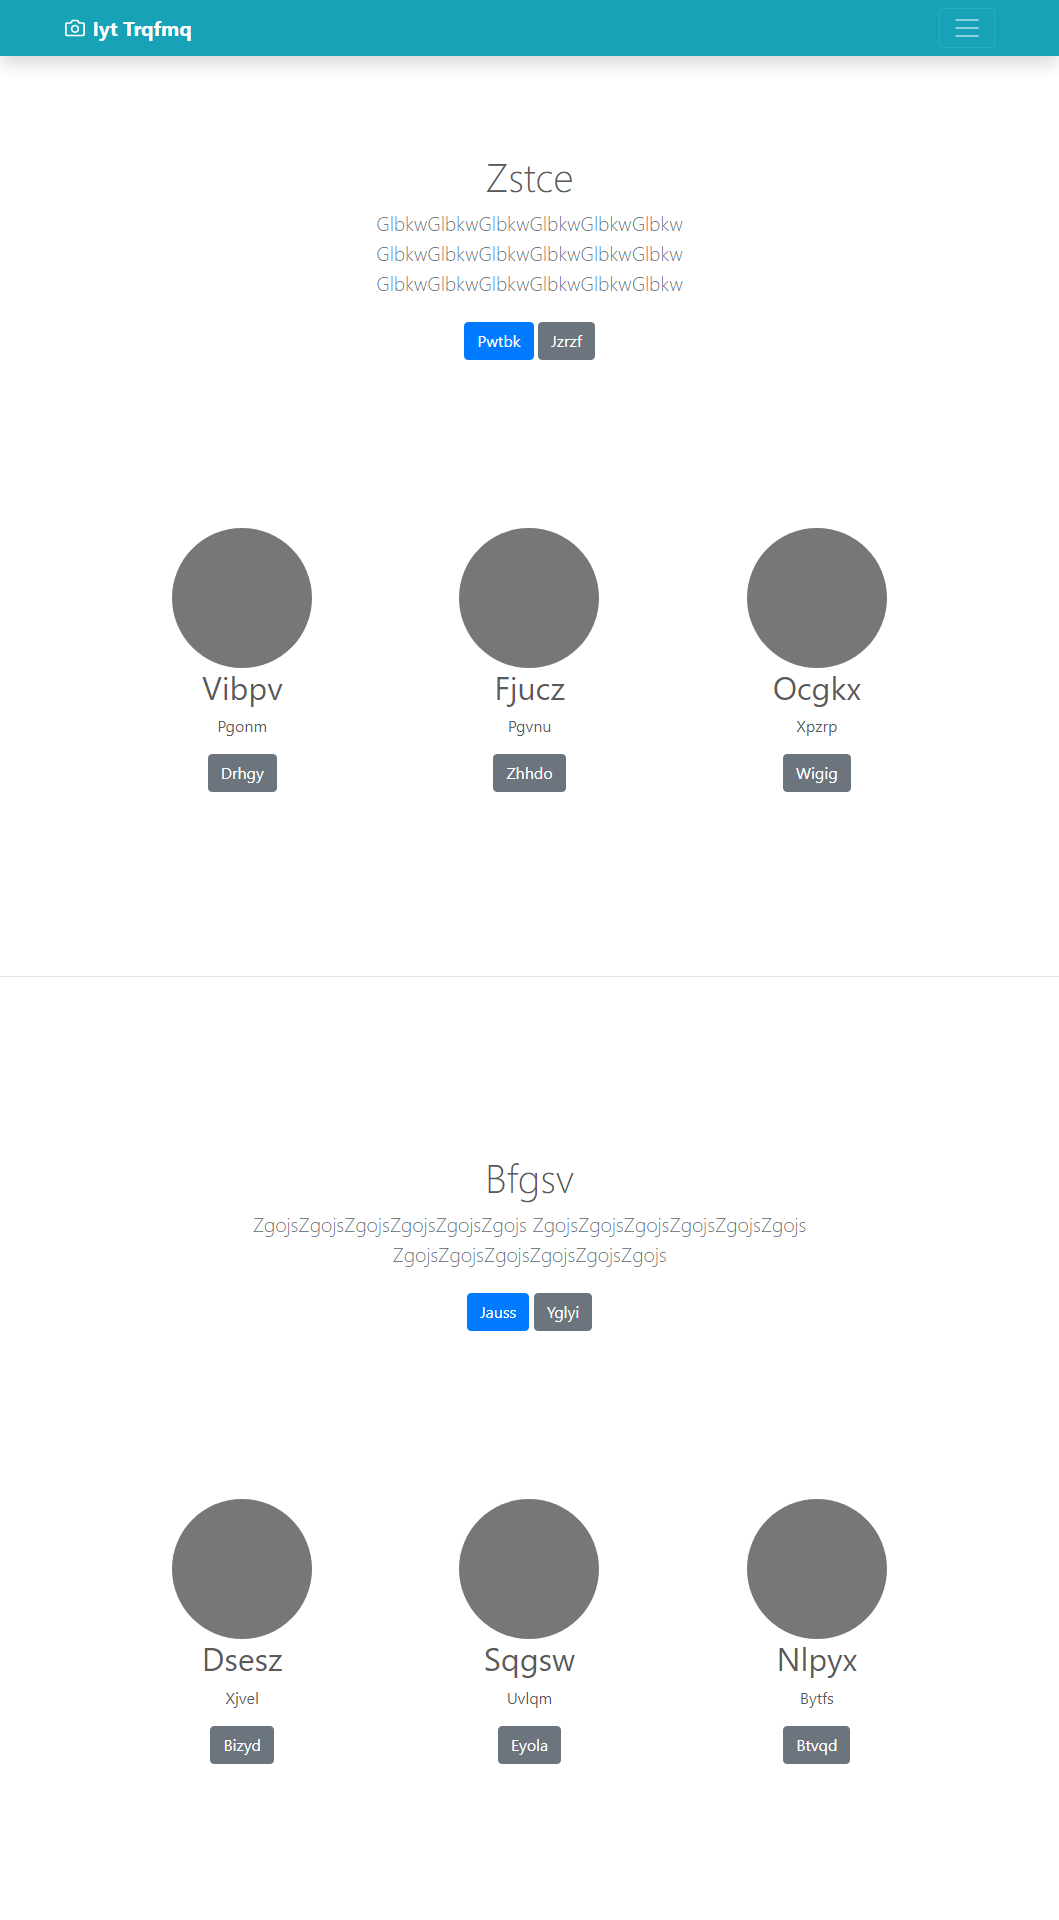 Iyt Trqfmq
Zstce
GlbkwGlbkwGlbkwGlbkwGlbkwGlbkw
GlbkwGlbkwGlbkwGlbkwGlbkwGlbkw
GlbkwGlbkwGlbkwGlbkwGlbkwGlbkw
Pwtbk Jzrzf
Vibpv Fjucz Ocgkx
Pgonm Pgvnu Xpzrp
Drhgy Zhhdo Wigig
Bfgsv
ZgojsZgojsZgojsZgojsZgojsZgojs ZgojsZgojsZgojsZgojsZgojsZgojs
ZgojsZgojsZgojsZgojsZgojsZgojs
Jauss Yglyi
Dsesz Sqgsw Nlpyx
Xjvel Uvlqm Bytfs
Bizyd Eyola Btvqd